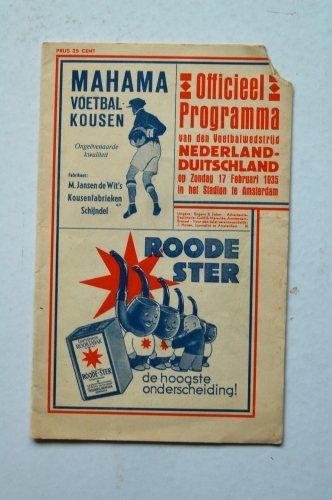 PRIJS 25 CENT
MAHAMA
VOETBAL-
KOUSEN
Ongeëvenaarde
kwaliteit
Fabrikaat:
M. Jansen de Wit's
Kousenfabrieken
Schijndel
Officieel
Programma
van den Voetbalwedstrijd
NEDERLAND-
DUITSCHLAND
op Zondag 17 Februari 1935
in het Stadion te Amsterdam
ROODE
STER
ROODE-STER
de hoogste
onderscheiding!